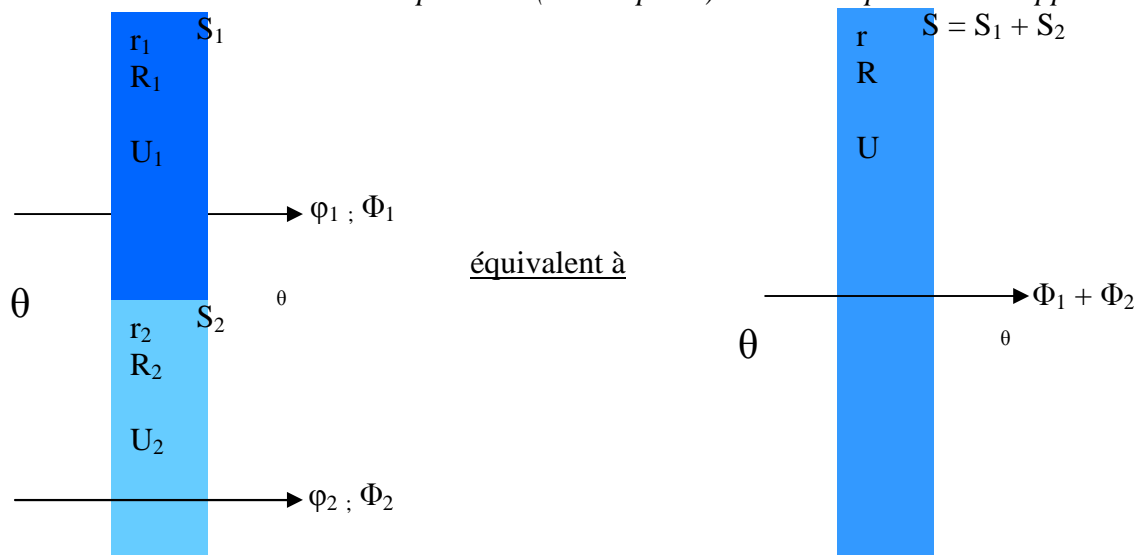 r₁ S₁
R₁
U₁
φ₁ ; Φ₁
θ θ
r₂ S₂
R₂
U₂
φ₂ ; Φ₂
équivalent à
r S = S₁ + S₂
R
U
Φ₁ + Φ₂
θ θ